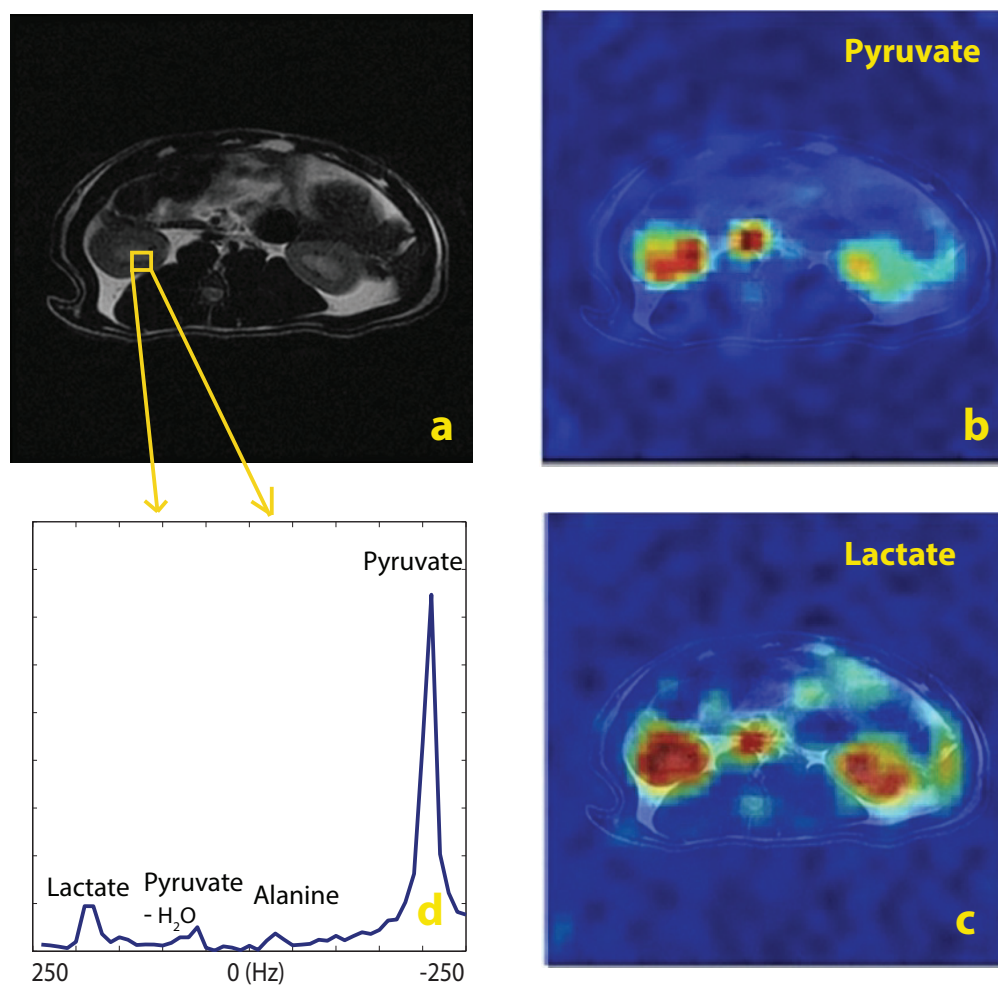 Pyruvate
a
b
Lactate
c
Pyruvate
Lactate
Pyruvate
- H₂O
Alanine
d
250
0 (Hz)
-250